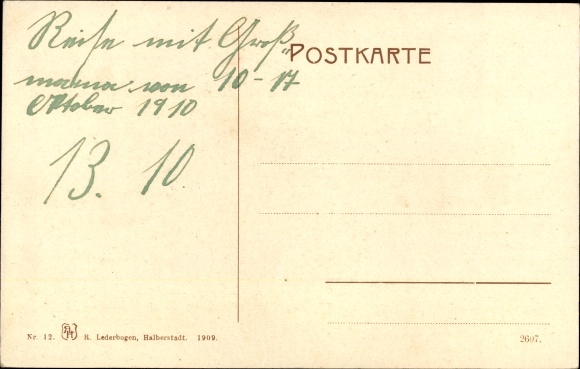 Reise mit Groß„
mama von 10-17
Oktober 1910
13. 10.
POSTKARTE
Nr. 12. R. Lederbogen, Halberstadt. 1909.
2607.